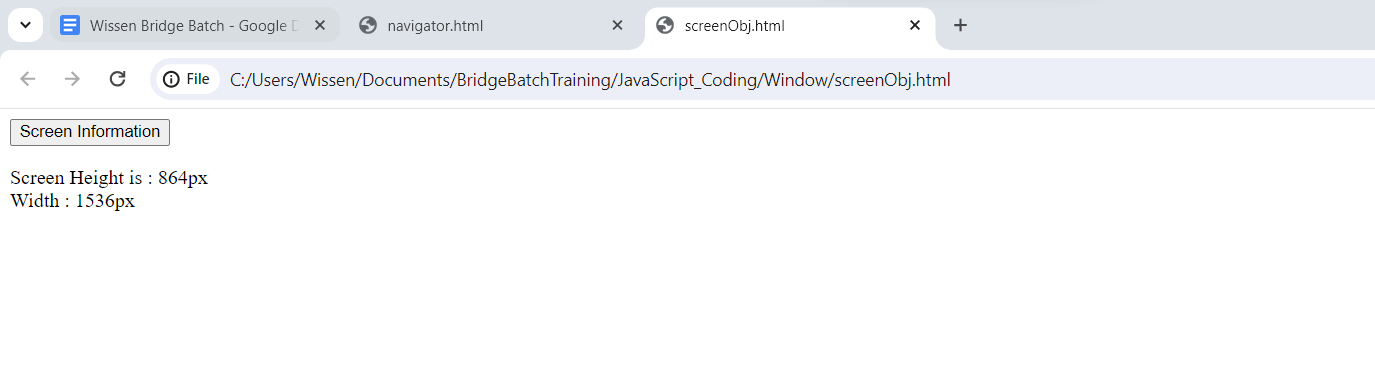 Wissen Bridge Batch - Google D
navigator.html
screenObj.html
File
C:/Users/Wissen/Documents/BridgeBatchTraining/JavaScript_Coding/Window/screenObj.html
Screen Information
Screen Height is : 864px
Width : 1536px